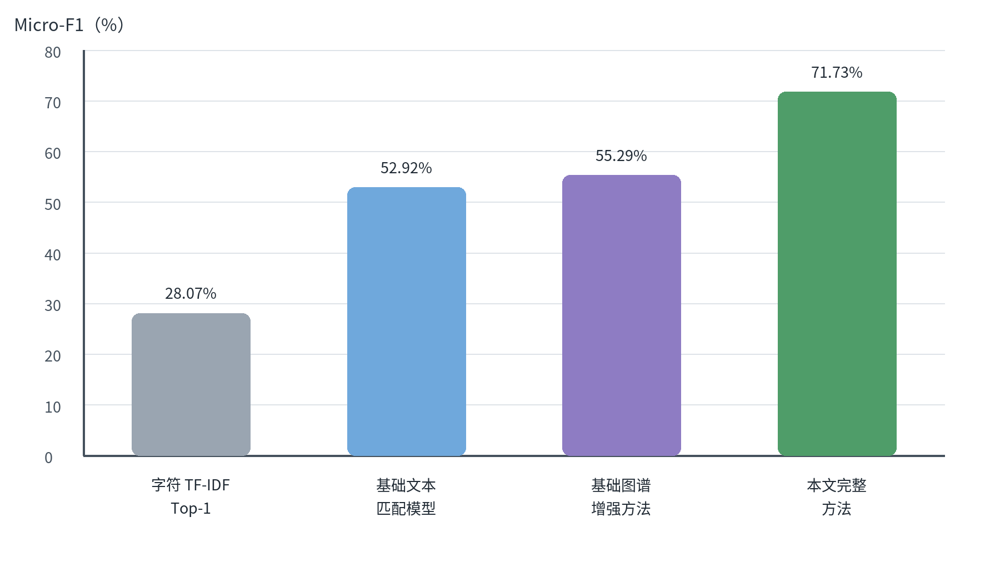 Micro-F1（%）
80
70
60
50
40
30
20
10
0
28.07%
52.92%
55.29%
71.73%
字符 TF-IDF
Top-1
基础文本
匹配模型
基础图谱
增强方法
本文完整
方法